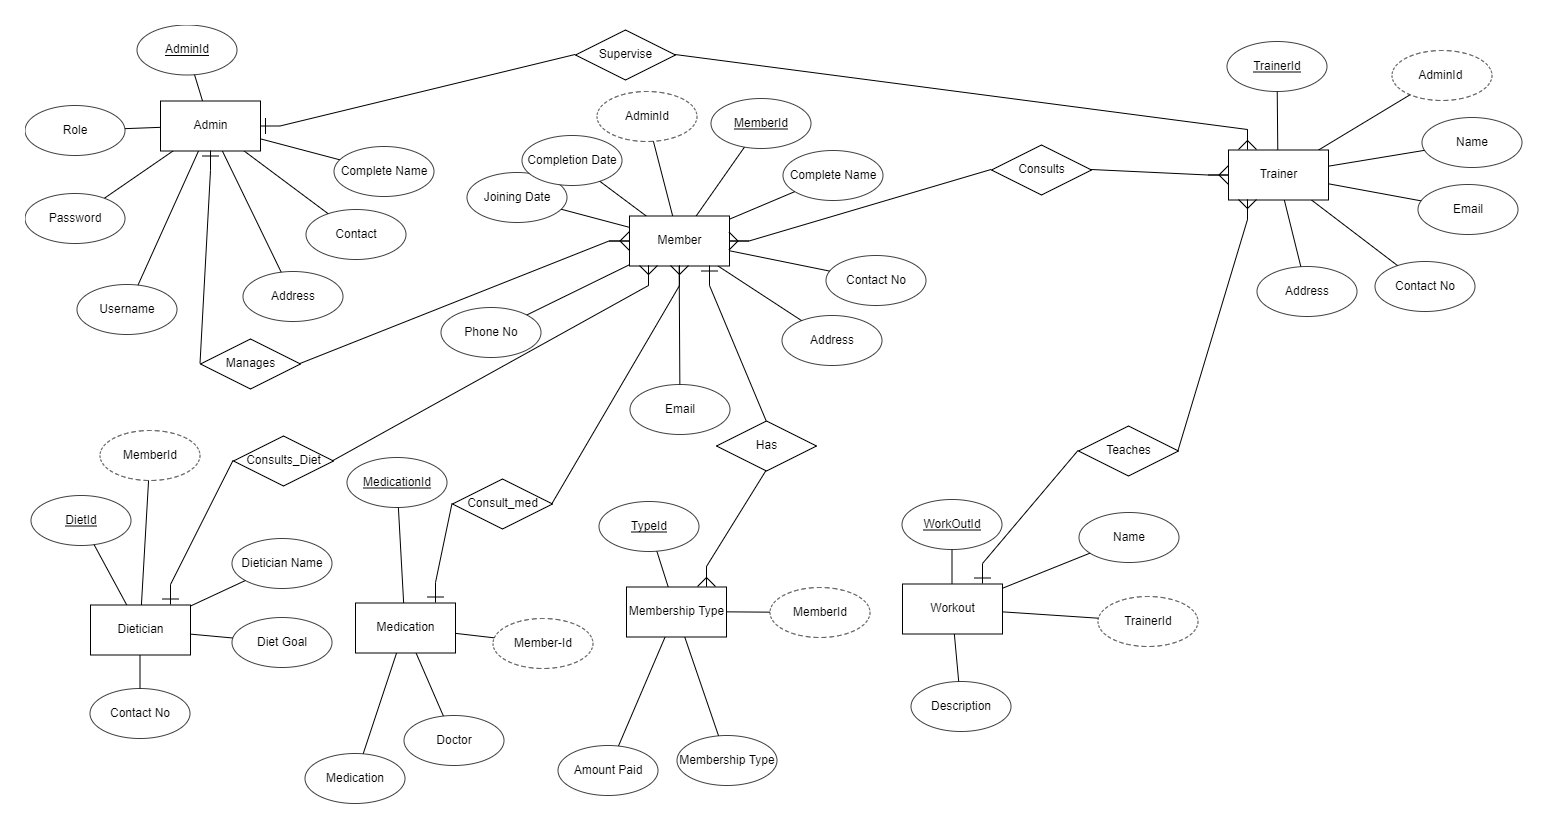 AdminId
Supervise
TrainerId
AdminId
Role
Admin
AdminId
MemberId
Name
Completion Date
Complete Name
Complete Name
Consults
Trainer
Joining Date
Password
Contact
Member
Email
Username
Address
Contact No
Address
Contact No
Manages
Phone No
Address
Email
MemberId
Consults_Diet
MedicationId
Consult_med
Has
Teaches
DietId
TypeId
WorkOutId
Name
Dietician Name
Dietician
Medication
Membership Type
MemberId
Workout
TrainerId
Diet Goal
Member-Id
Contact No
Doctor
Description
Medication
Amount Paid
Membership Type